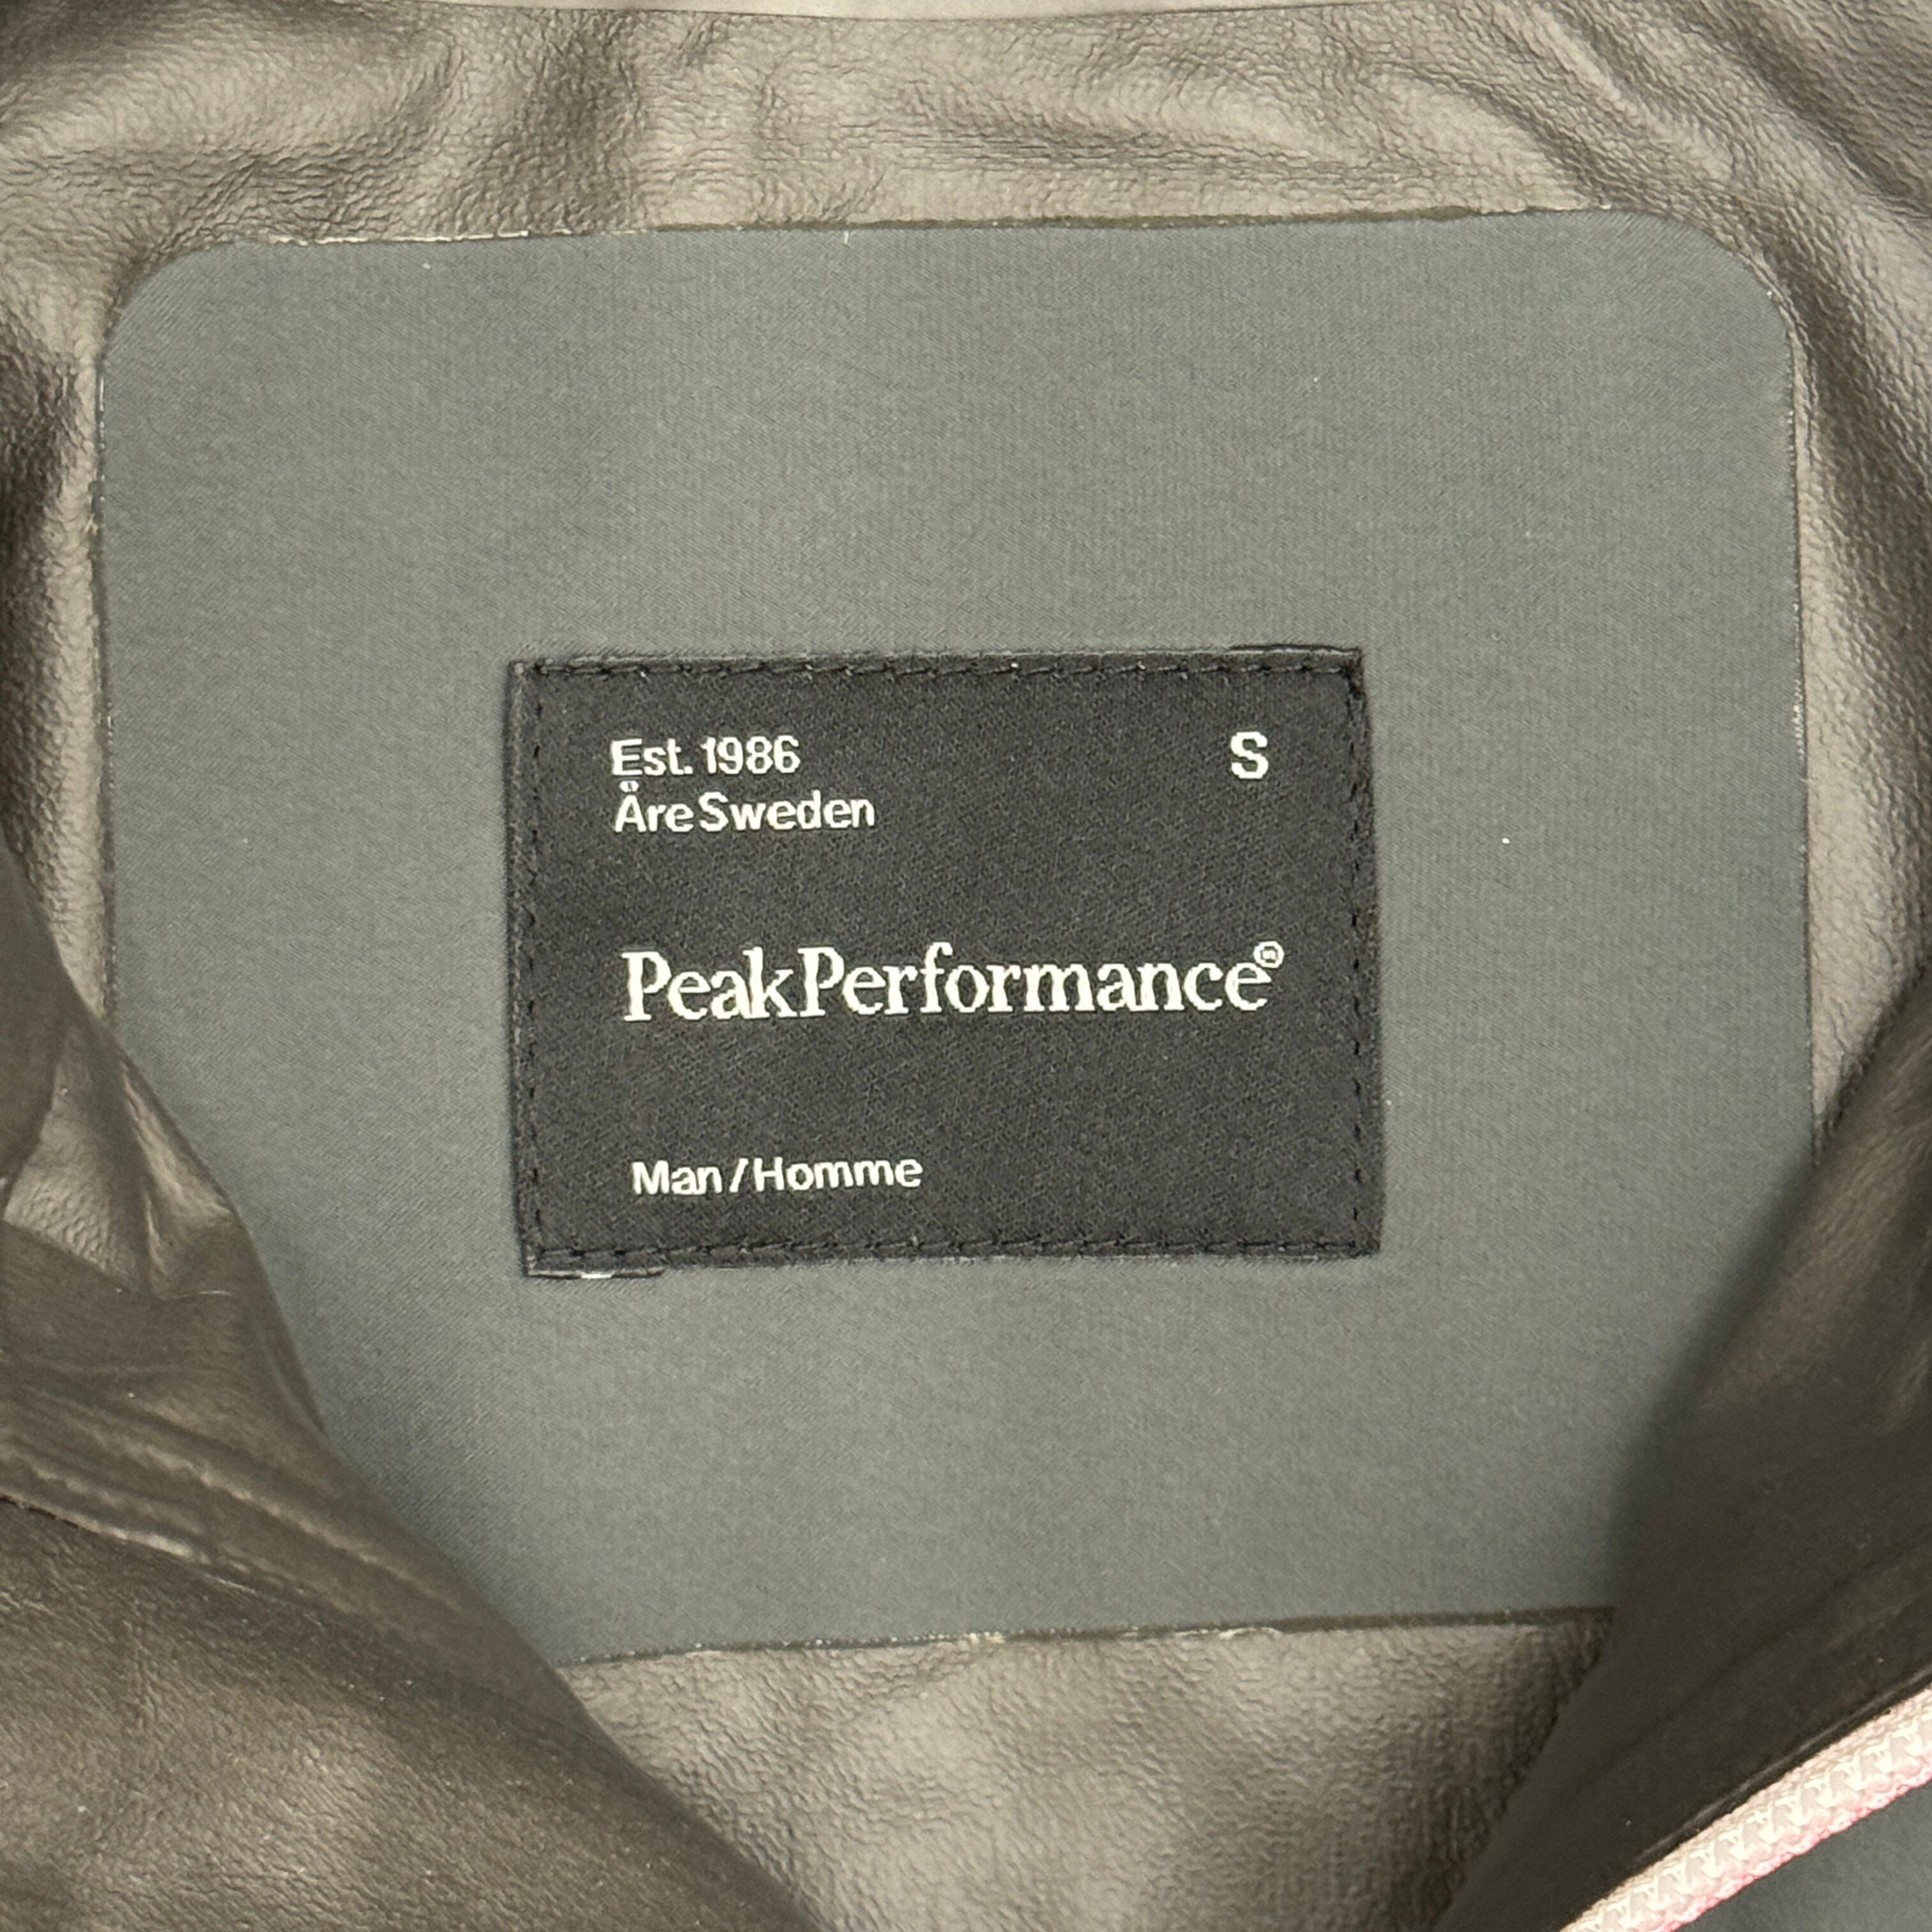 Est. 1986
Åre Sweden
S
PeakPerformance®
Man/Homme